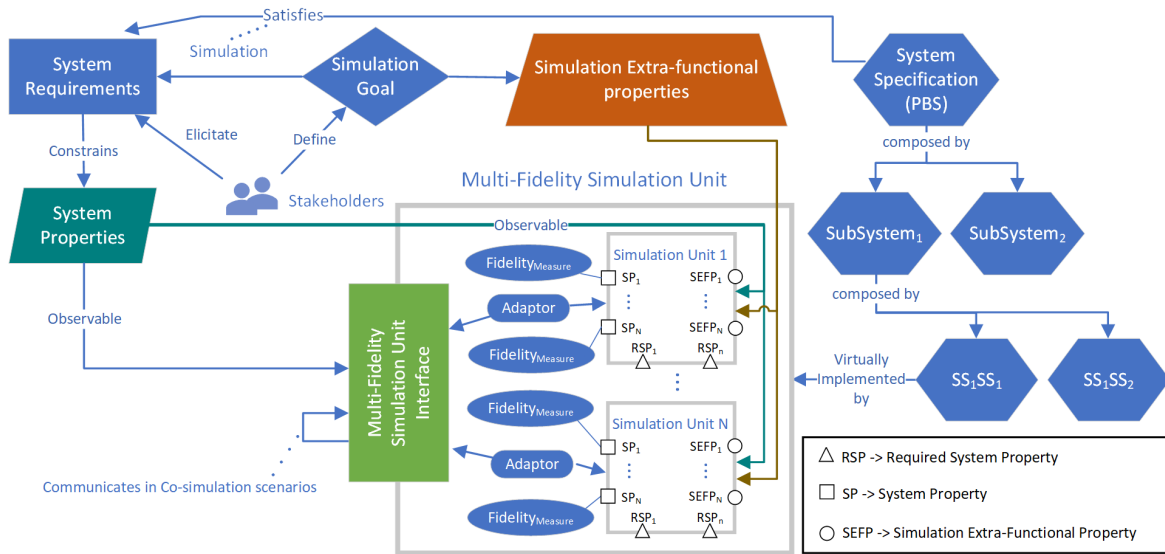 Satisfies
Simulation
System
Requirements
Simulation
Goal
Simulation Extra-functional
properties
System
Specification
(PBS)
Elicitate
Define
Constrains
composed by
Stakeholders
Multi-Fidelity Simulation Unit
System
Properties
Observable
SubSystem1
SubSystem2
Simulation Unit 1
FidelityMeasure
SP1
SEFP1
Adaptor
FidelityMeasure
SPN
SEFPN
RSP1
RSPn
Observable
composed by
Multi-Fidelity
Simulation Unit
Interface
Virtually
Implemented
by
SS1SS1
SS1SS2
FidelityMeasure
Simulation Unit N
SP1
SEFP1
Adaptor
FidelityMeasure
SPN
SEFPN
RSP1
RSPn
Communicates in Co-simulation scenarios
RSP -> Required System Property
SP -> System Property
SEFP -> Simulation Extra-Functional Property